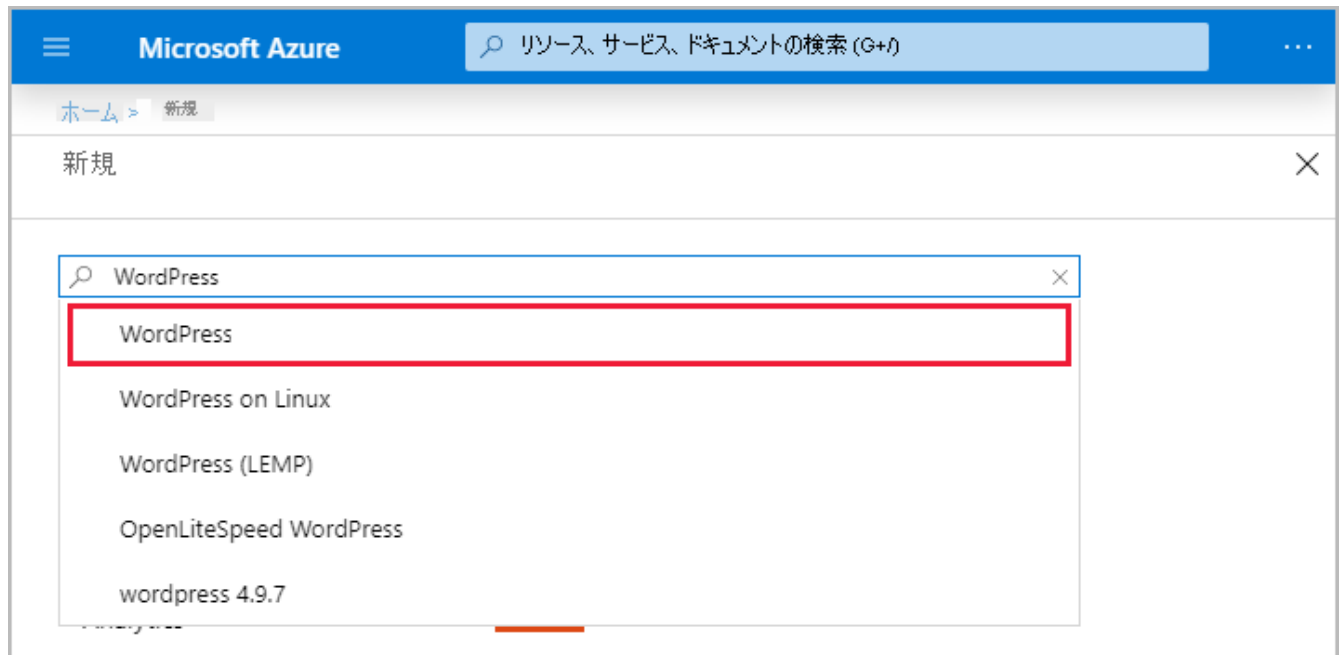 Microsoft Azure リソース、サービス、ドキュメントの検索 (G+/)
ホーム > 新規
新規
WordPress
WordPress
WordPress on Linux
WordPress (LEMP)
OpenLiteSpeed WordPress
wordpress 4.9.7